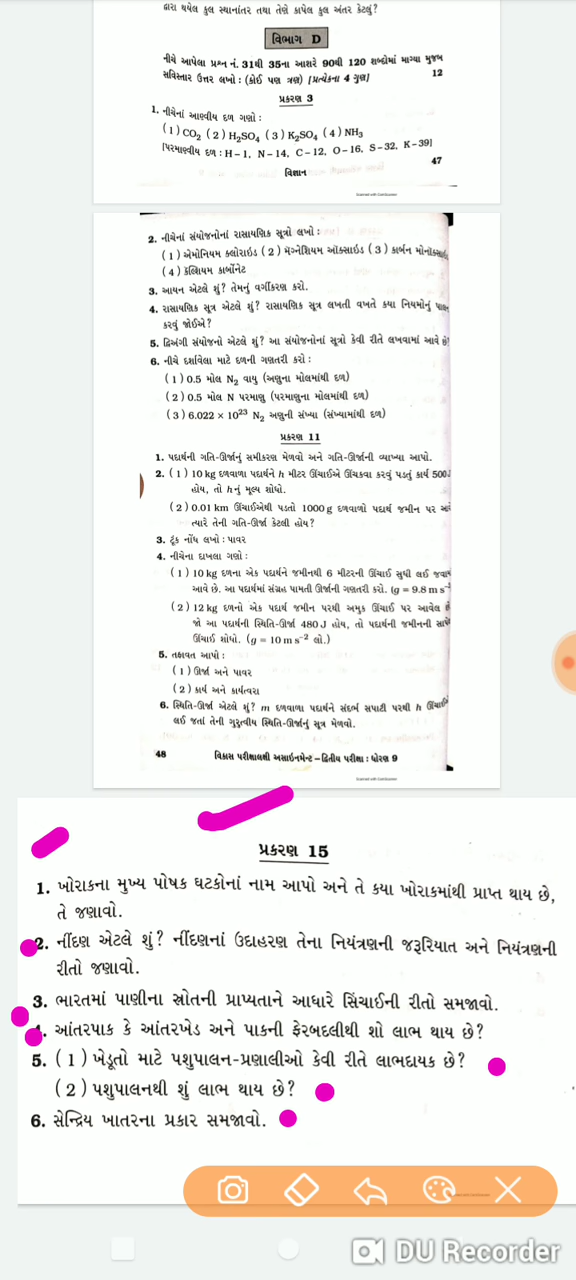 દ્વારા થયેલ કુલ સ્થાનાંતર તથા તેણે કાપેલ કુલ અંતર કેટલું?
વિભાગ D
નીચે આપેલા પ્રશ્ન નં. 31થી 35ના આશરે 90થી 120 શબ્દોમાં માગ્યા મુજબ
સવિસ્તાર ઉત્તર લખો : (કોઈ પણ ત્રણ) [પ્રત્યેકના 4 ગુણ] 12
પ્રકરણ 3
1. નીચેનાં આણ્વીય દળ ગણો :
(1) CO₂ (2) H₂SO₄ (3) K₂SO₄ (4) NH₃
[પરમાણ્વીય દળ : H – 1, N – 14, C – 12, O – 16, S – 32, K – 39]
47
વિજ્ઞાન
Scanned with CamScanner
2. નીચેનાં સંયોજનોનાં રાસાયણિક સૂત્રો લખો :
(1) એમોનિયમ ક્લોરાઇડ (2) મૅગ્નેશિયમ ઑક્સાઇડ (3) કાર્બન મોનૉક્સાઇડ
(4) કૅલ્શિયમ કાર્બોનેટ
3. આયન એટલે શું? તેમનું વર્ગીકરણ કરો.
4. રાસાયણિક સૂત્ર એટલે શું? રાસાયણિક સૂત્ર લખતી વખતે ક્યા નિયમોનું પાલન
કરવું જોઈએ?
5. દ્વિઅંગી સંયોજનો એટલે શું? આ સંયોજનોનાં સૂત્રો કેવી રીતે લખવામાં આવે છે?
6. નીચે દર્શાવેલા માટે દળની ગણતરી કરો :
(1) 0.5 મોલ N₂ વાયુ (અણુના મોલમાંથી દળ)
(2) 0.5 મોલ N પરમાણુ (પરમાણુના મોલમાંથી દળ)
(3) 6.022 × 10²³ N₂ અણુની સંખ્યા (સંખ્યામાંથી દળ)
પ્રકરણ 11
1. પદાર્થની ગતિ-ઊર્જાનું સમીકરણ મેળવો અને ગતિ-ઊર્જાની વ્યાખ્યા આપો.
2. (1) 10 kg દળવાળા પદાર્થને h મીટર ઊંચાઈએ ઊંચકવા કરવું પડતું કાર્ય 500J
હોય, તો hનું મૂલ્ય શોધો.
(2) 0.01 km ઊંચાઈએથી પડતો 1000 g દળવાળો પદાર્થ જમીન પર આવે
ત્યારે તેની ગતિ-ઊર્જા કેટલી હોય?
3. ટૂંક નોંધ લખો : પાવર
4. નીચેના દાખલા ગણો :
(1) 10 kg દળના એક પદાર્થને જમીનથી 6 મીટરની ઊંચાઈ સુધી લઈ જવામાં
આવે છે. આ પદાર્થમાં સંગ્રહ પામતી ઊર્જાની ગણતરી કરો. (g = 9.8 m s⁻²
(2) 12 kg દળનો એક પદાર્થ જમીન પરથી અમુક ઊંચાઈ પર આવેલ છે.
જો આ પદાર્થની સ્થિતિ-ઊર્જા 480 J હોય, તો પદાર્થની જમીનની સાપેક્ષે
ઊંચાઈ શોધો. (g = 10 m s⁻² લો.)
5. તફાવત આપો :
(1) ઊર્જા અને પાવર
(2) કાર્ય અને કાર્યત્વરા
6. સ્થિતિ-ઊર્જા એટલે શું? m દળવાળા પદાર્થને સંદર્ભ સપાટી પરથી h ઊંચાઈએ
લઈ જતાં તેની ગુરુત્વીય સ્થિતિ-ઊર્જાનું સૂત્ર મેળવો.
48 વિકાસ પરીક્ષાલક્ષી અસાઇનમેન્ટ – દ્વિતીય પરીક્ષા : ધોરણ 9
Scanned with CamScanner
પ્રકરણ 15
1. ખોરાકના મુખ્ય પોષક ઘટકોનાં નામ આપો અને તે કયા ખોરાકમાંથી પ્રાપ્ત થાય છે,
તે જણાવો.
2. નીંદણ એટલે શું? નીંદણનાં ઉદાહરણ તેના નિયંત્રણની જરૂરિયાત અને નિયંત્રણની
રીતો જણાવો.
3. ભારતમાં પાણીના સ્રોતની પ્રાપ્યતાને આધારે સિંચાઈની રીતો સમજાવો.
4. આંતરપાક કે આંતરખેડ અને પાકની ફેરબદલીથી શો લાભ થાય છે?
5. (1) ખેડૂતો માટે પશુપાલન-પ્રણાલીઓ કેવી રીતે લાભદાયક છે?
(2) પશુપાલનથી શું લાભ થાય છે?
6. સેન્દ્રિય ખાતરના પ્રકાર સમજાવો.
DU Recorder